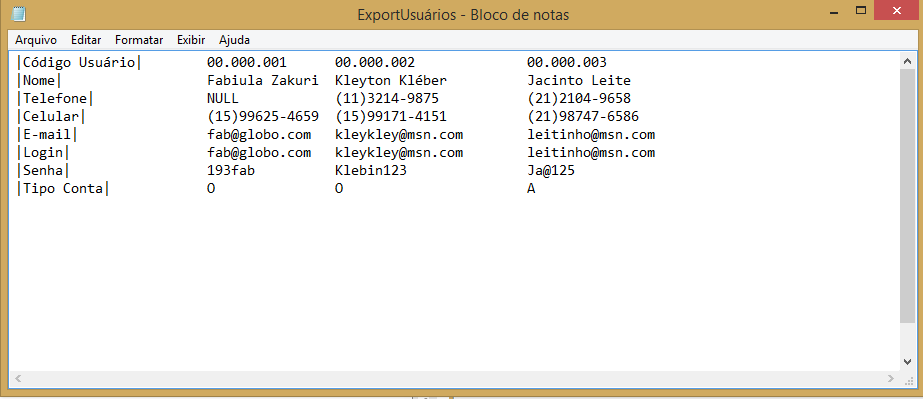 ExportUsuários - Bloco de notas
Arquivo Editar Formatar Exibir Ajuda
|Código Usuário| 00.000.001 00.000.002 00.000.003
|Nome| Fabiula Zakuri Kleyton Kléber Jacinto Leite
|Telefone| NULL (11)3214-9875 (21)2104-9658
|Celular| (15)99625-4659 (15)99171-4151 (21)98747-6586
|E-mail| fab@globo.com kleykley@msn.com leitinho@msn.com
|Login| fab@globo.com kleykley@msn.com leitinho@msn.com
|Senha| 193fab Klebin123 Ja@125
|Tipo Conta| O O A